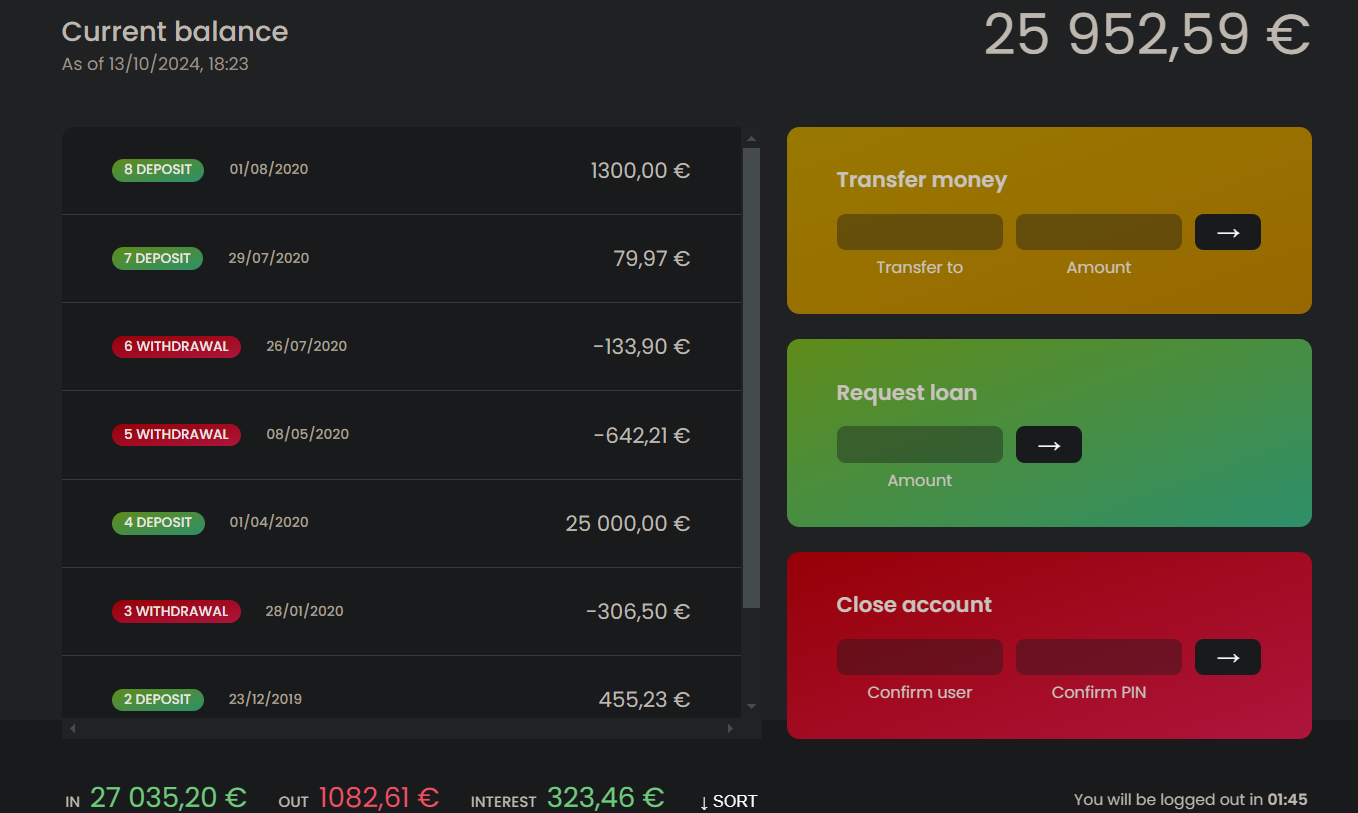 Current balance
25 952,59 €
As of 13/10/2024, 18:23
8 DEPOSIT 01/08/2020 1300,00 €
7 DEPOSIT 29/07/2020 79,97 €
6 WITHDRAWAL 26/07/2020 -133,90 €
5 WITHDRAWAL 08/05/2020 -642,21 €
4 DEPOSIT 01/04/2020 25 000,00 €
3 WITHDRAWAL 28/01/2020 -306,50 €
2 DEPOSIT 23/12/2019 455,23 €
Transfer money
→
Transfer to Amount
Request loan
→
Amount
Close account
→
Confirm user Confirm PIN
IN 27 035,20 € OUT 1082,61 € INTEREST 323,46 € ↓ SORT
You will be logged out in 01:45